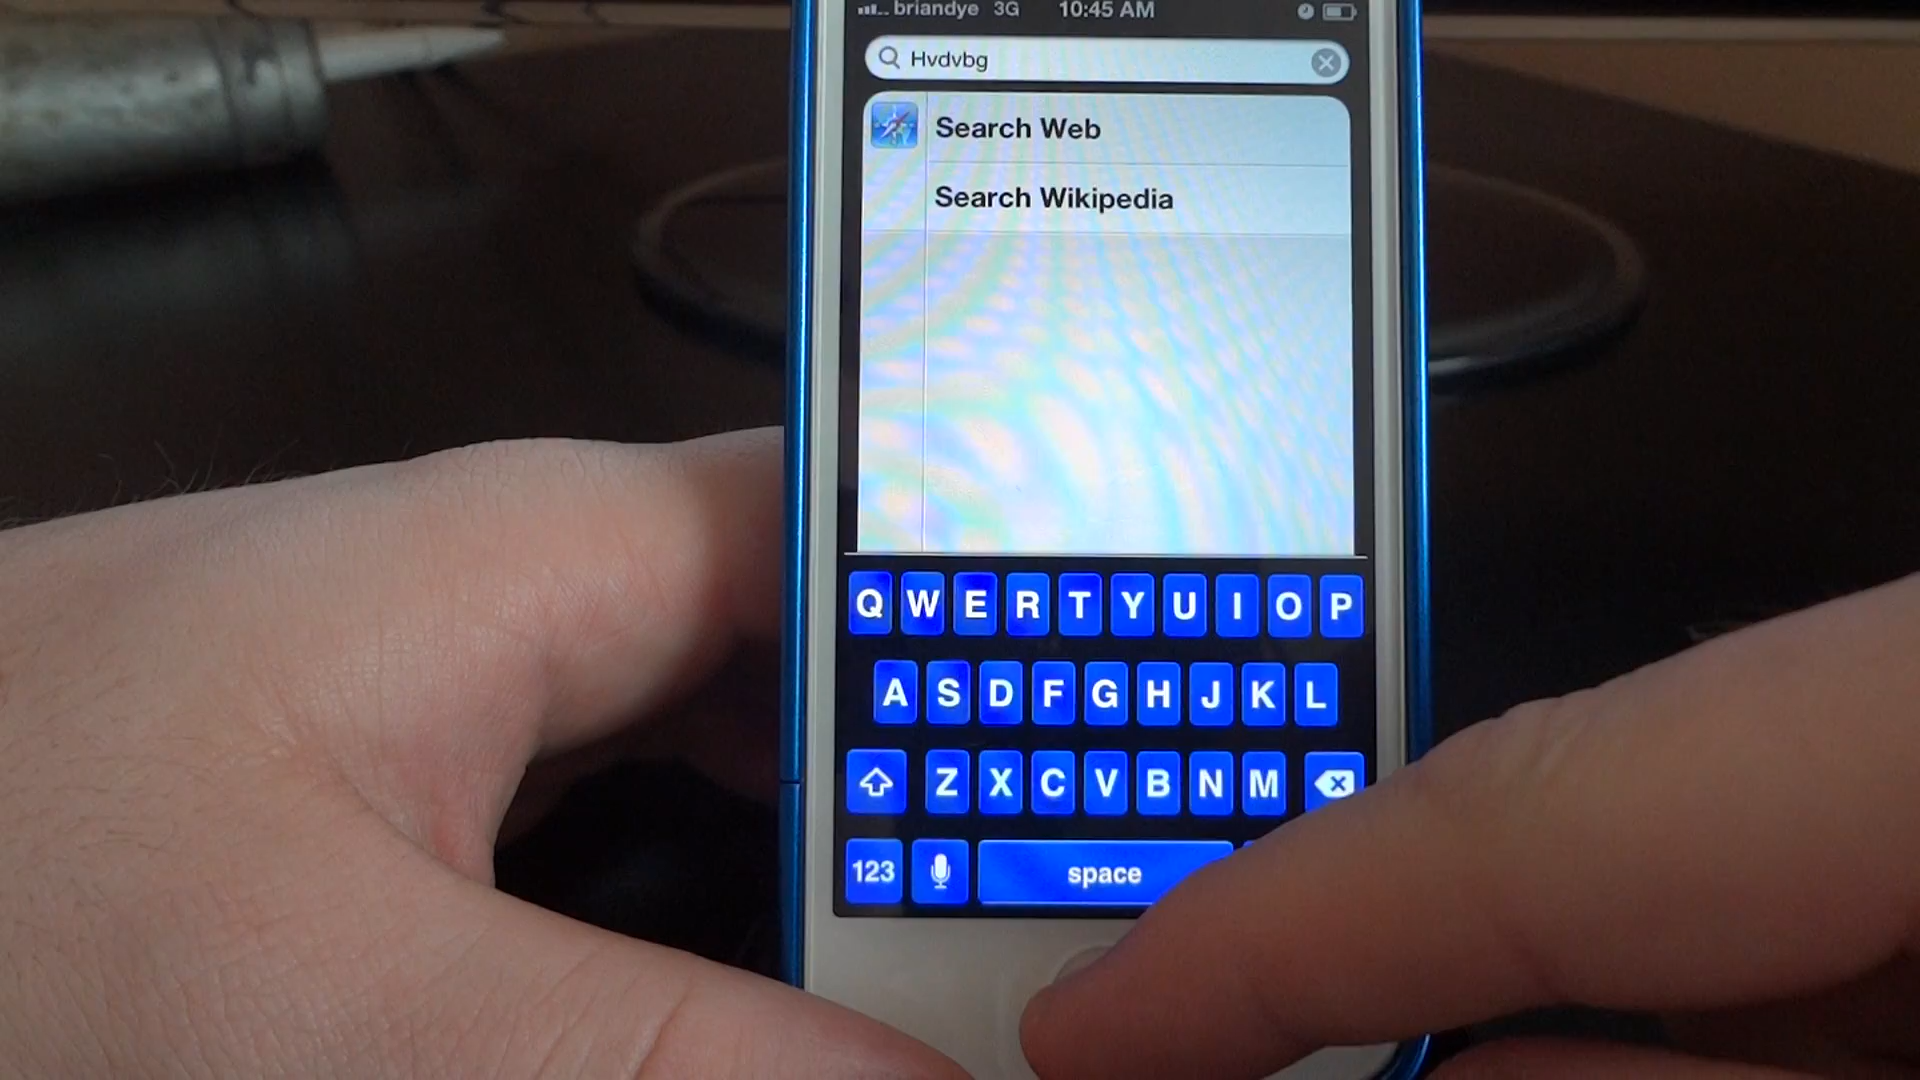 briandye 3G 10:45 AM
Hvdvbg
Search Web
Search Wikipedia
Q W E R T Y U I O P
A S D F G H J K L
Z X C V B N M
123 space